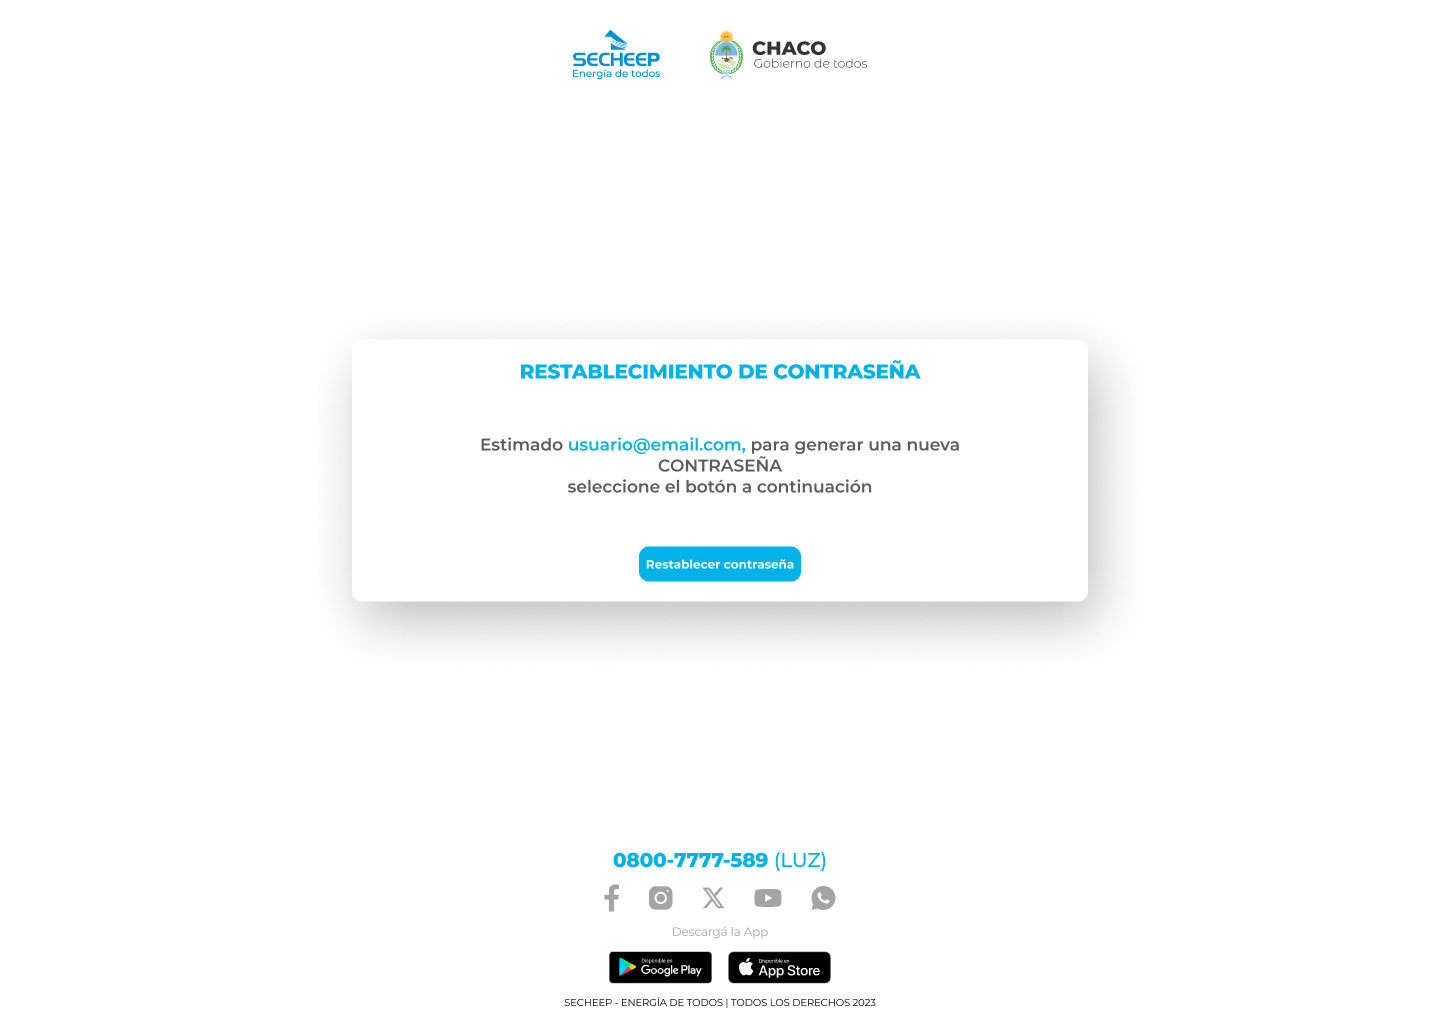 SECHEEP
Energía de todos
CHACO
Gobierno de todos
RESTABLECIMIENTO DE CONTRASEÑA
Estimado usuario@email.com, para generar una nueva
CONTRASEÑA
seleccione el botón a continuación
Restablecer contraseña
0800-7777-589 (LUZ)
Descargá la App
Disponible en
Google Play
Disponible en
App Store
SECHEEP - ENERGÍA DE TODOS | TODOS LOS DERECHOS 2023